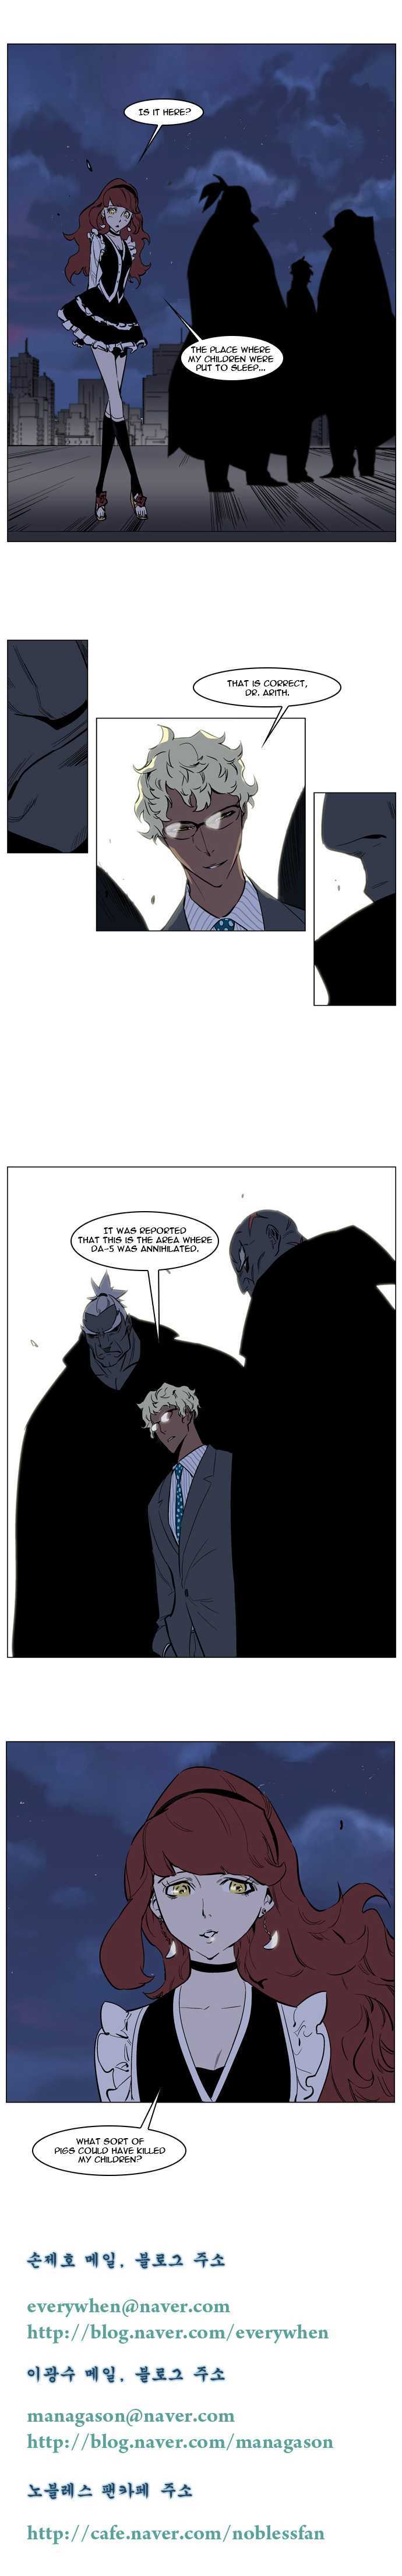 IS IT HERE?
THE PLACE WHERE
MY CHILDREN WERE
PUT TO SLEEP...
THAT IS CORRECT,
DR. ARITH.
IT WAS REPORTED
THAT THIS IS THE AREA WHERE
DA-5 WAS ANNIHILATED.
WHAT SORT OF
PIGS COULD HAVE KILLED
MY CHILDREN?
손제호 메일, 블로그 주소
everywhen@naver.com
http://blog.naver.com/everywhen
이광수 메일, 블로그 주소
managason@naver.com
http://blog.naver.com/managason
노블레스 팬카페 주소
http://cafe.naver.com/noblessfan